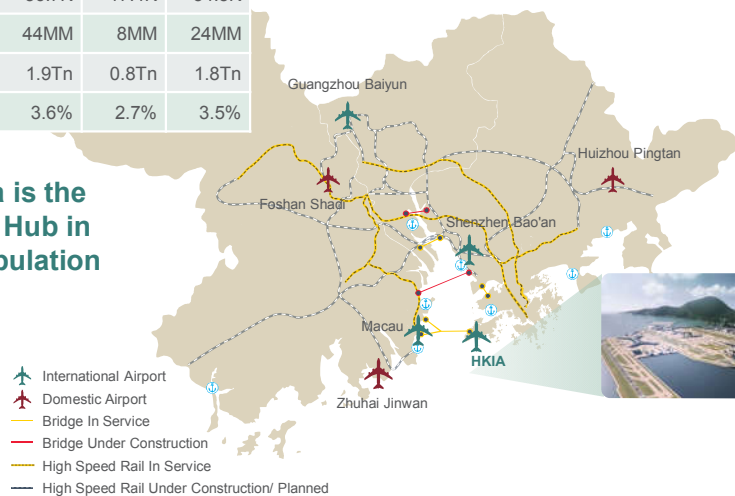 44MM 8MM 24MM
1.9Tn 0.8Tn 1.8Tn
3.6% 2.7% 3.5%
is the
Hub in
Guangzhou Baiyun
Huizhou Pingtan
Foshan Shadi
Shenzhen Bao'an
Macau
HKIA
Zhuhai Jinwan
International Airport
Domestic Airport
Bridge In Service
Bridge Under Construction
High Speed Rail In Service
High Speed Rail Under Construction/ Planned